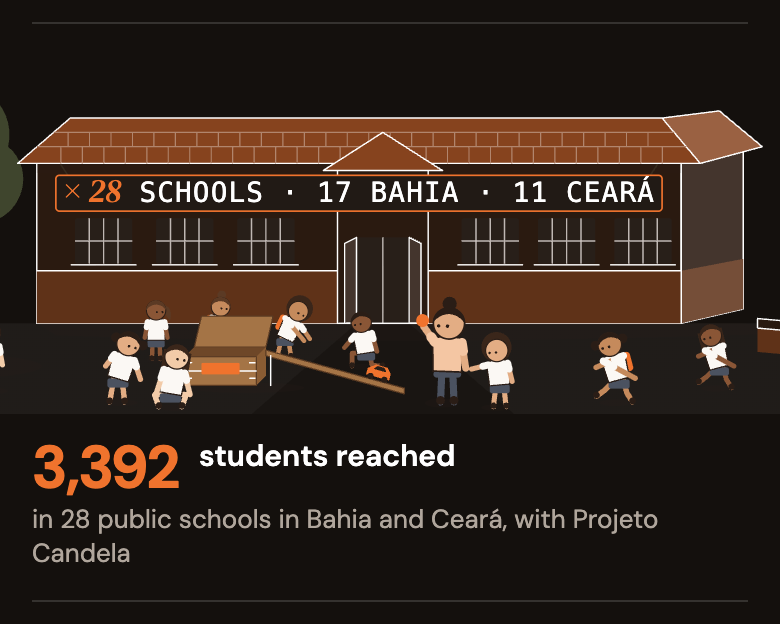 × 28 SCHOOLS · 17 BAHIA · 11 CEARÁ
3,392 students reached
in 28 public schools in Bahia and Ceará, with Projeto
Candela